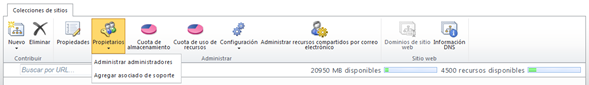 Colecciones de sitios
Nuevo
Eliminar
Propiedades
Propietarios
Cuota de
almacenamiento
Cuota de uso de
recursos
Configuración
Administrar recursos compartidos por correo
electrónico
Dominios de sitio
web
Información
DNS
Contribuir
Administrar
Sitio web
Administrar administradores
Agregar asociado de soporte
Buscar por URL...
20950 MB disponibles
4500 recursos disponibles